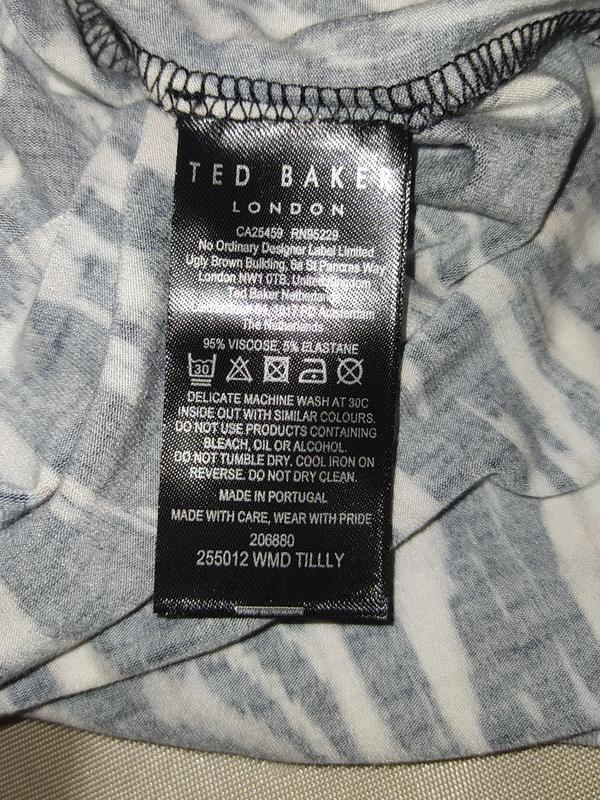 TED BAKER
LONDON
CA25459 RN95229
No Ordinary Designer Label Limited
Ugly Brown Building, 6a St Pancras Way
London NW1 0TB, United Kingdom
Ted Baker Netherlands
Amsterdam
The Netherlands
95% VISCOSE, 5% ELASTANE
30
DELICATE MACHINE WASH AT 30C
INSIDE OUT WITH SIMILAR COLOURS.
DO NOT USE PRODUCTS CONTAINING
BLEACH, OIL OR ALCOHOL.
DO NOT TUMBLE DRY. COOL IRON ON
REVERSE. DO NOT DRY CLEAN.
MADE IN PORTUGAL
MADE WITH CARE, WEAR WITH PRIDE
206880
255012 WMD TILLLY